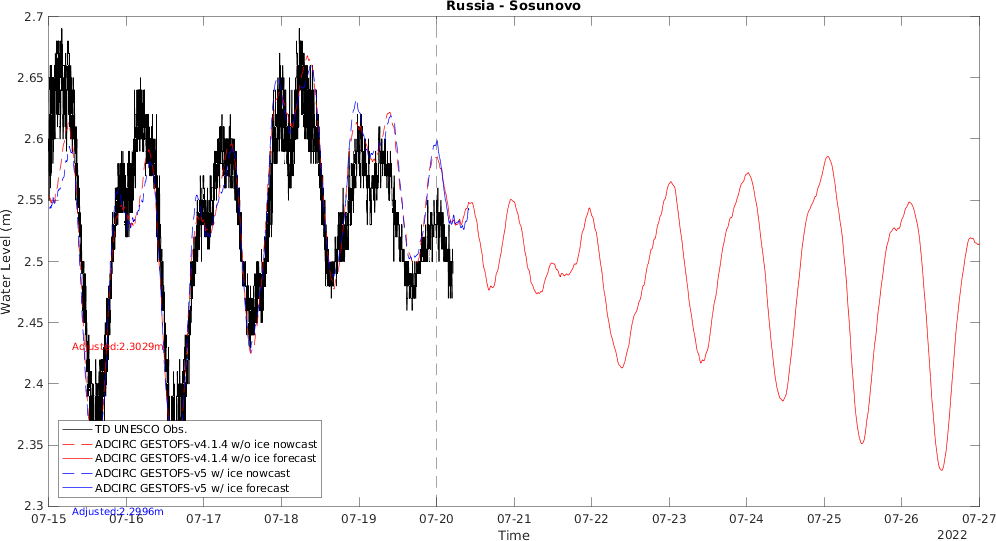 Russia - Sosunovo
2.7
2.65
2.6
2.55
2.5
2.45
2.4
2.35
2.3
Water Level (m)
Adjusted:2.3029m
TD UNESCO Obs.
ADCIRC GESTOFS-v4.1.4 w/o ice nowcast
ADCIRC GESTOFS-v4.1.4 w/o ice forecast
ADCIRC GESTOFS-v5 w/ ice nowcast
ADCIRC GESTOFS-v5 w/ ice forecast
Adjusted:2.2996m
07-15 07-16 07-17 07-18 07-19 07-20 07-21 07-22 07-23 07-24 07-25 07-26 07-27
Time
2022